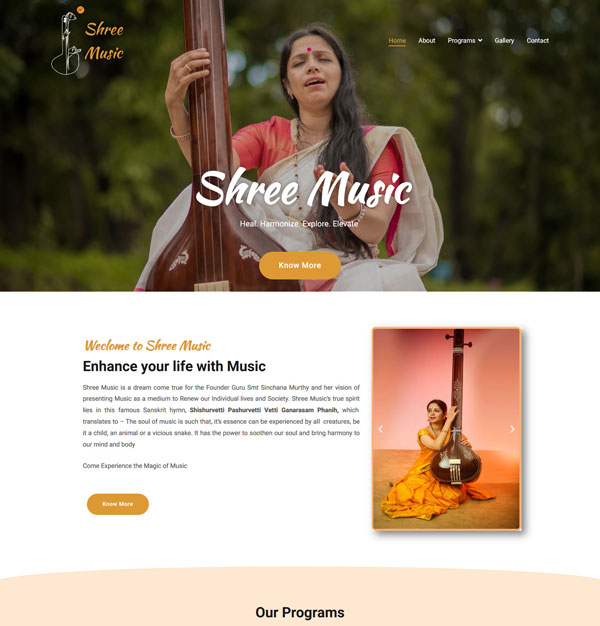 Shree
Music
Home About Programs Gallery Contact
Shree Music
Heal. Harmonize. Explore. Elevate
Know More
Weclome to Shree Music
Enhance your life with Music
Shree Music is a dream come true for the Founder Guru Smt Sinchana Murthy and her vision of
presenting Music as a medium to Renew our Individual lives and Society. Shree Music's true spirit
lies in this famous Sanskrit hymn, Shishurvetti Pashurvetti Vetti Ganarasam Phanih, which
translates to – The soul of music is such that, it's essence can be experienced by all creatures, be
it a child, an animal or a vicious snake. It has the power to soothen our soul and bring harmony to
our mind and body
Come Experience the Magic of Music
Know More
Our Programs